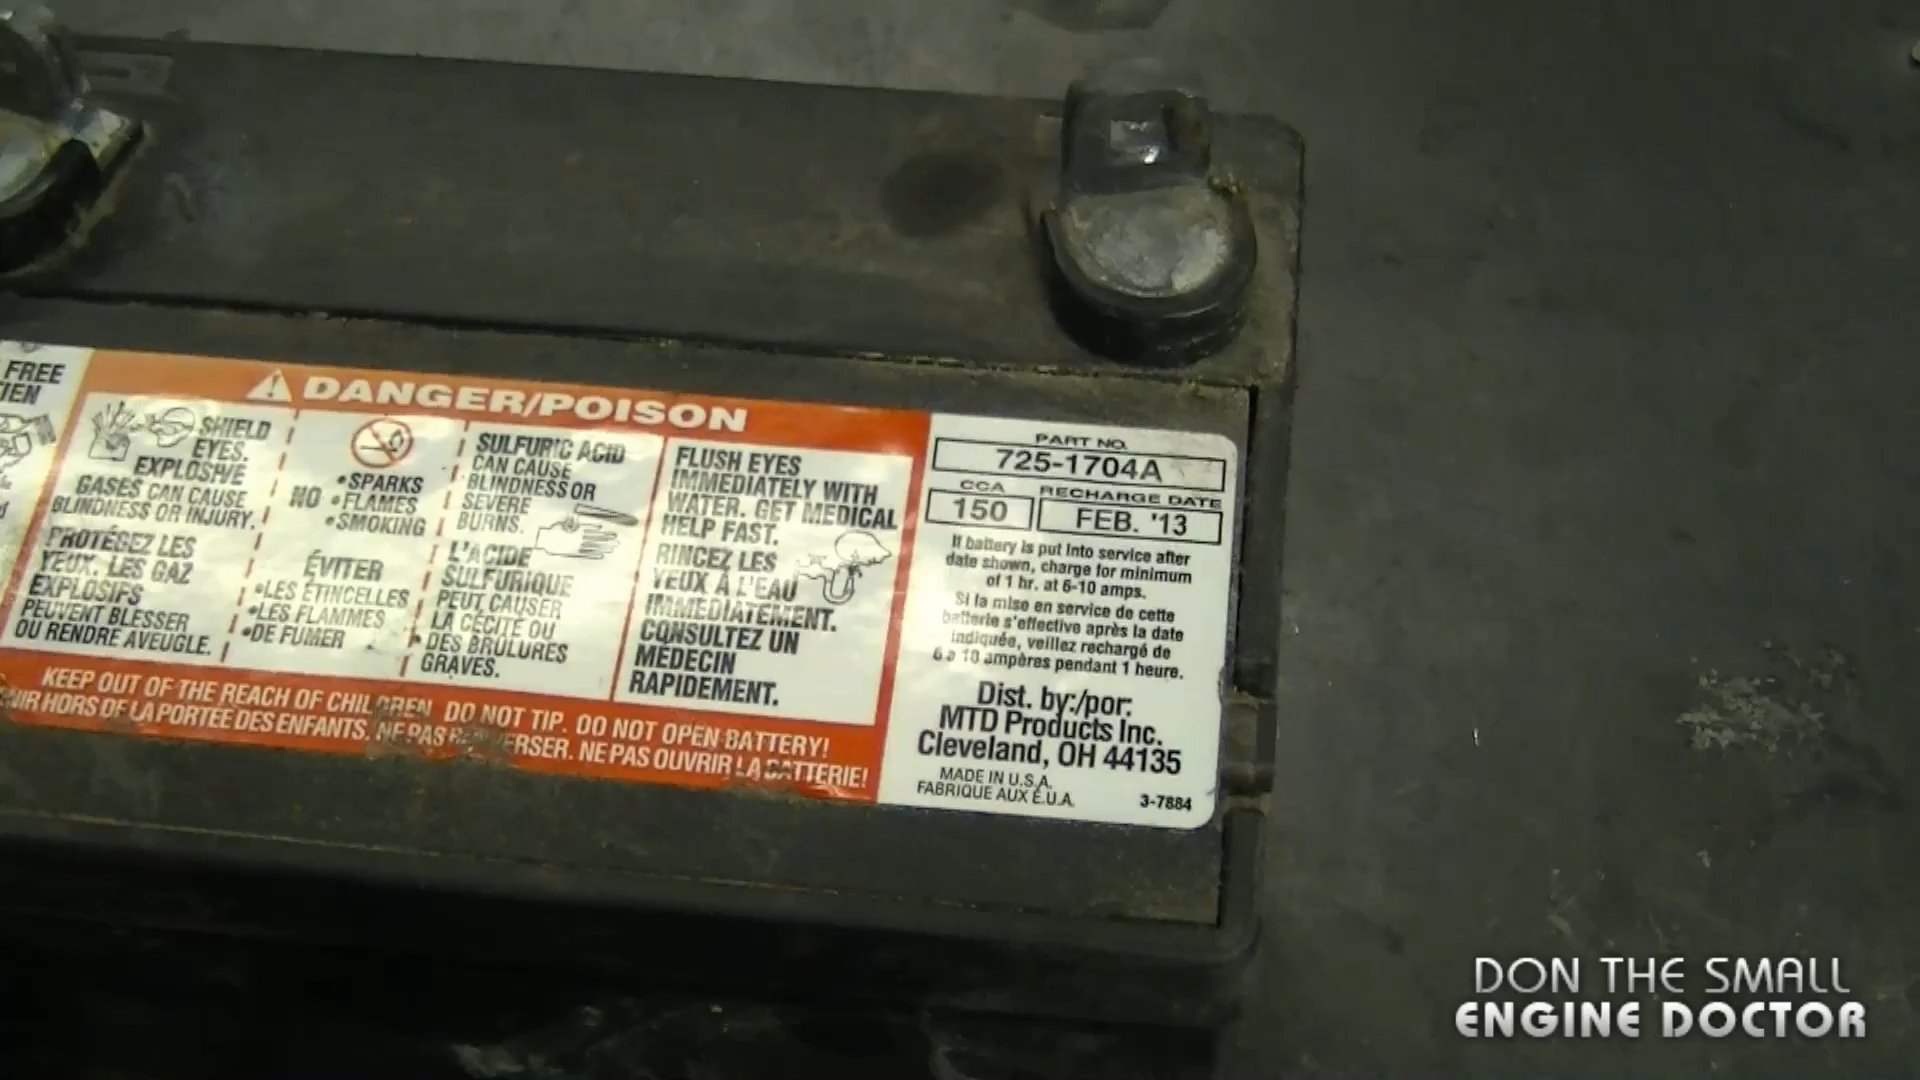 FREE
TIEN
DANGER/POISON
SHIELD
EYES.
EXPLOSIVE
GASES CAN CAUSE
BLINDNESS OR INJURY.
PROTÉGEZ LES
YEUX. LES GAZ
EXPLOSIFS
PEUVENT BLESSER
OU RENDRE AVEUGLE.
NO
•SPARKS
•FLAMES
•SMOKING
ÉVITER
•LES ÉTINCELLES
•LES FLAMMES
•DE FUMER
SULFURIC ACID
CAN CAUSE
BLINDNESS OR
SEVERE
BURNS.
L'ACIDE
SULFURIQUE
PEUT CAUSER
LA CÉCITÉ OU
DES BRULURES
GRAVES.
FLUSH EYES
IMMEDIATELY WITH
WATER. GET MEDICAL
HELP FAST.
RINCEZ LES
YEUX À L'EAU
IMMÉDIATEMENT.
CONSULTEZ UN
MÉDECIN
RAPIDEMENT.
KEEP OUT OF THE REACH OF CHILDREN. DO NOT TIP. DO NOT OPEN BATTERY!
HORS DE LA PORTÉE DES ENFANTS. NE PAS RENVERSER. NE PAS OUVRIR LA BATTERIE!
PART NO.
725-1704A
CCA
150
RECHARGE DATE
FEB. '13
If battery is put into service after
date shown, charge for minimum
of 1 hr. at 6-10 amps.
Si la mise en service de cette
batterie s'effective après la date
indiquée, veillez rechargé de
6 a 10 ampères pendant 1 heure.
Dist. by:/por:
MTD Products Inc.
Cleveland, OH 44135
MADE IN U.S.A.
FABRIQUE AUX E.U.A.
3-7884
DON THE SMALL
ENGINE DOCTOR